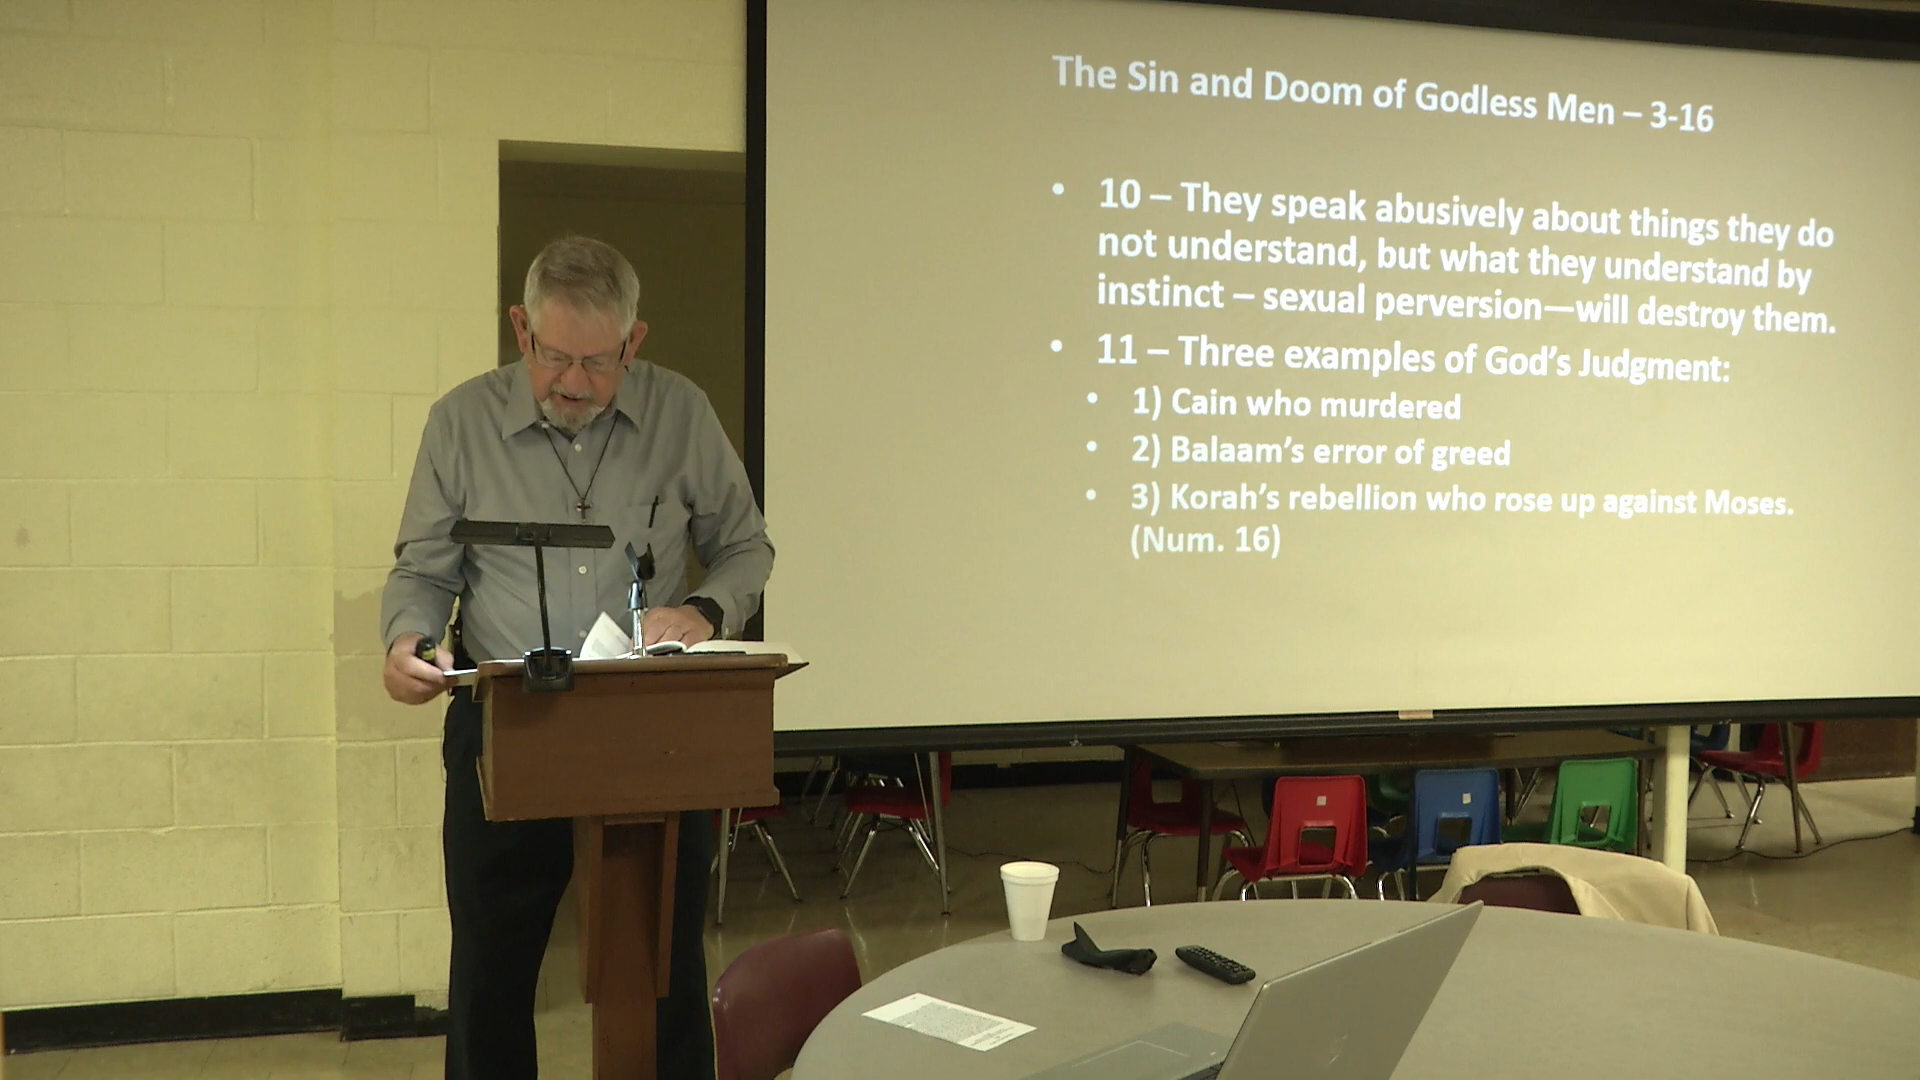 The Sin and Doom of Godless Men – 3-16
• 10 – They speak abusively about things they do
not understand, but what they understand by
instinct – sexual perversion—will destroy them.
• 11 – Three examples of God's Judgment:
• 1) Cain who murdered
• 2) Balaam's error of greed
• 3) Korah's rebellion who rose up against Moses.
(Num. 16)